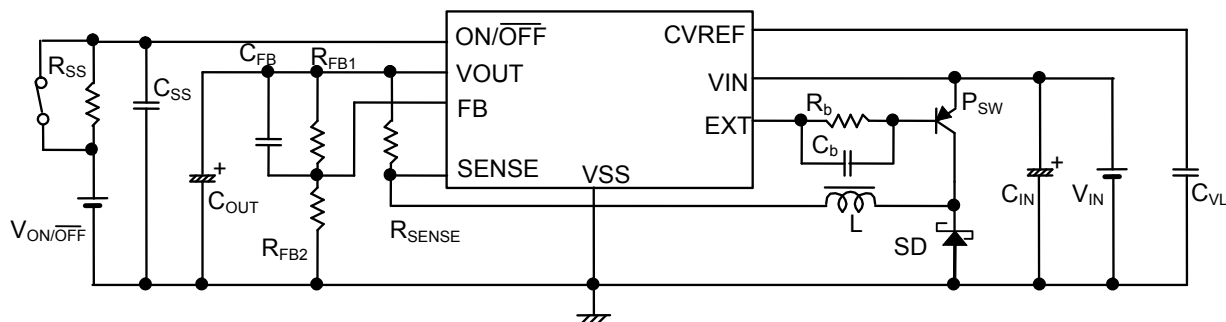 ON/OFF
CVREF
R_SS
C_FB
R_FB1
VOUT
VIN
C_SS
FB
R_b
P_SW
EXT
C_b
SENSE
VSS
+
+
C_OUT
C_IN
V_IN
C_VL
V_ON/OFF
R_FB2
R_SENSE
L
SD